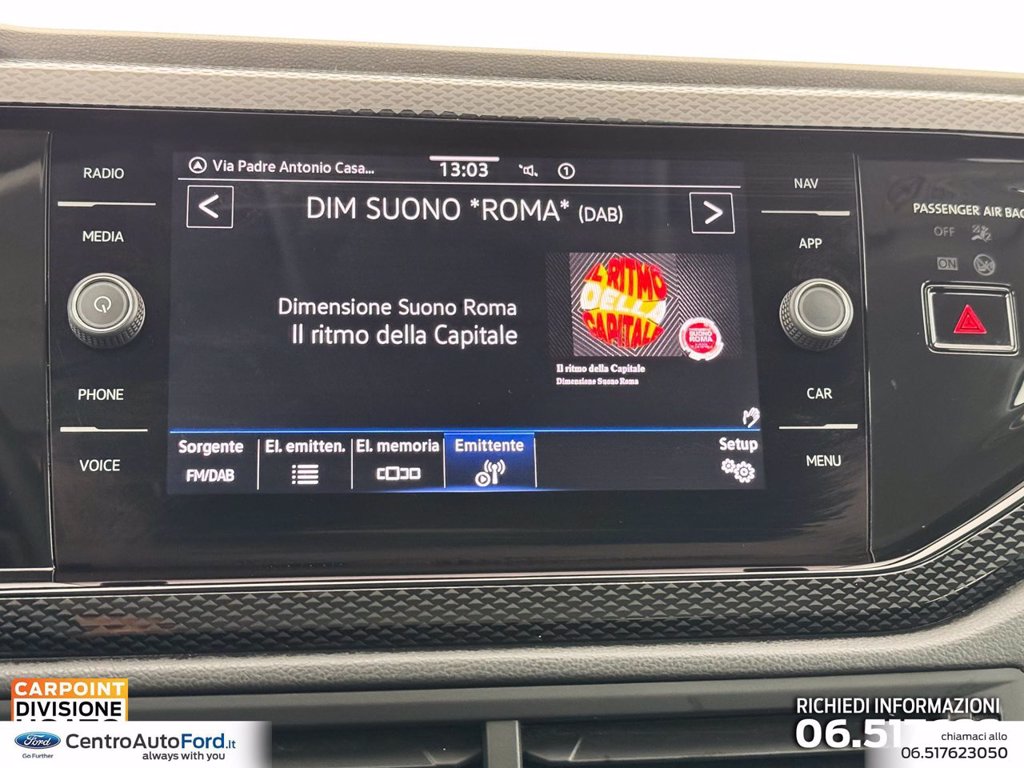 RADIO
MEDIA
PHONE
VOICE
Via Padre Antonio Casa...
13:03
1
< DIM SUONO *ROMA* (DAB) >
Dimensione Suono Roma
Il ritmo della Capitale
IL RITMO
DELLA
CAPITALE
SUONO
ROMA
Il ritmo della Capitale
Dimensione Suono Roma
Sorgente
FM/DAB
El. emitten.
El. memoria
Emittente
Setup
NAV
APP
CAR
MENU
PASSENGER AIR BAG
OFF
ON
CARPOINT
DIVISIONE
Ford
Go Further
CentroAutoFord.it
always with you
RICHIEDI INFORMAZIONI
chiamaci allo
06.517623050